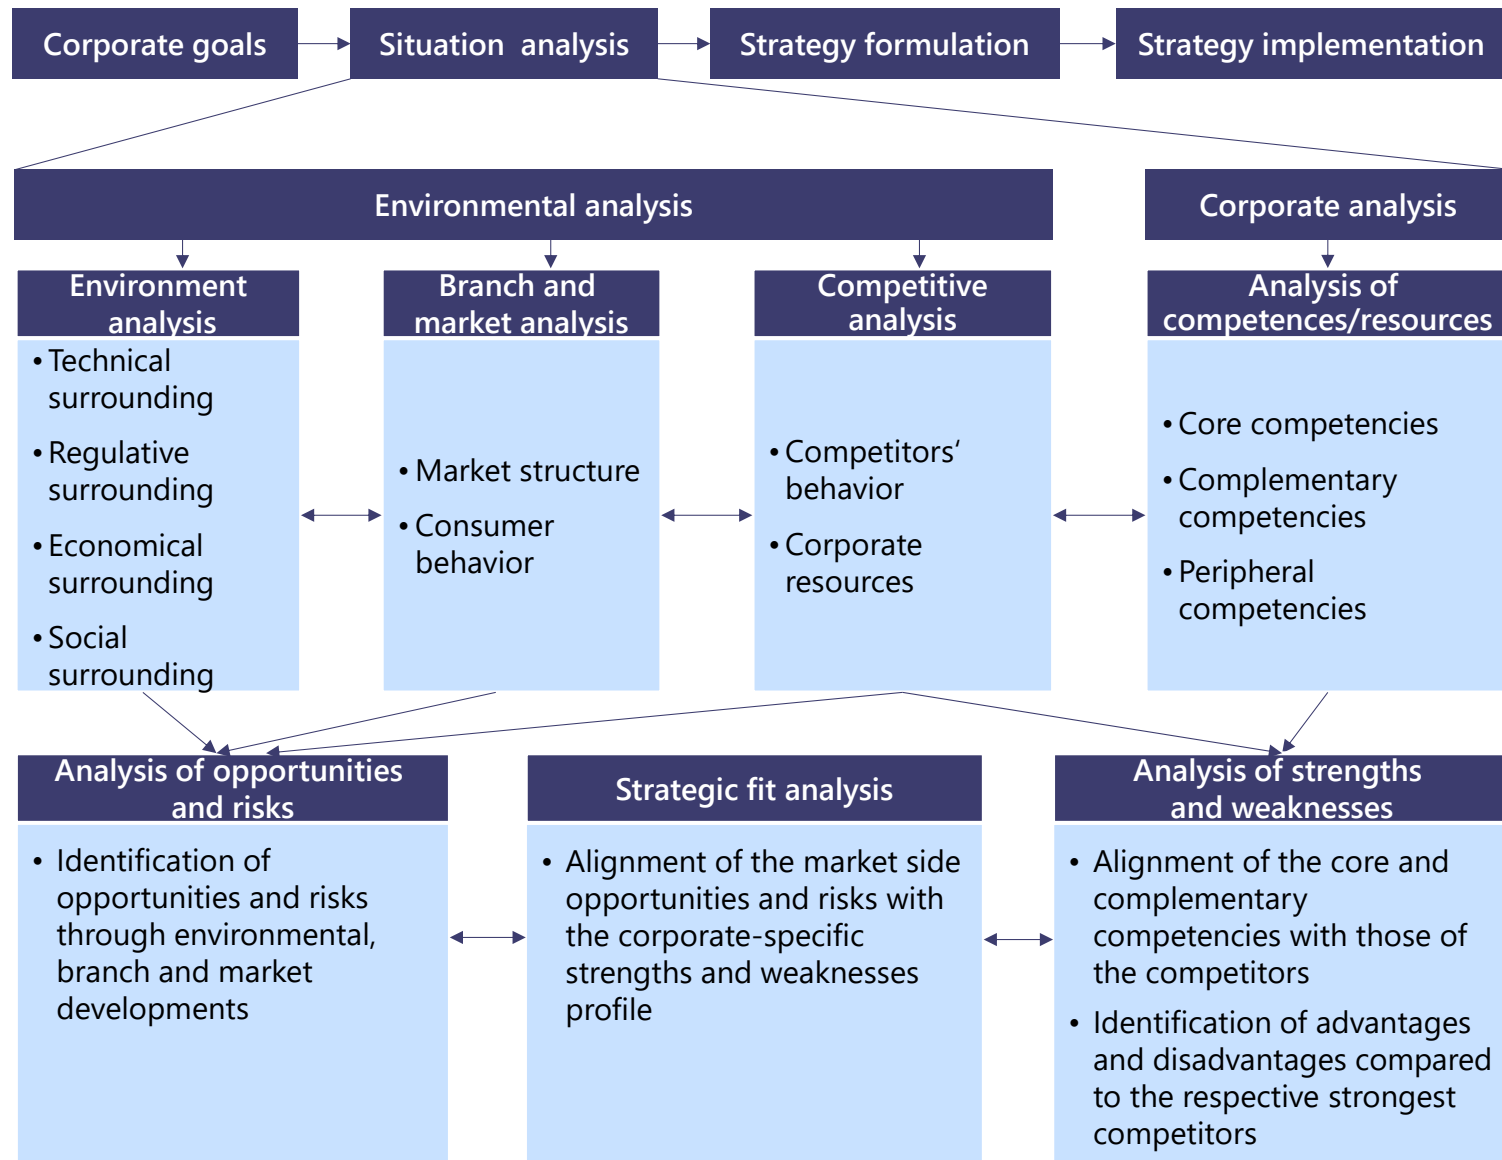 Corporate goals
Situation  analysis
Strategy formulation
Strategy implementation
Environmental analysis
Corporate analysis
Environment
analysis
• Technical
surrounding
• Regulative
surrounding
• Economical
surrounding
• Social
surrounding
Branch and
market analysis
• Market structure
• Consumer
behavior
Competitive
analysis
• Competitors‘
behavior
• Corporate
resources
Analysis of
competences/resources
• Core competencies
• Complementary
competencies
• Peripheral
competencies
Analysis of opportunities
and risks
• Identification of
opportunities and risks
through environmental,
branch and market
developments
Strategic fit analysis
• Alignment of the market side
opportunities and risks with
the corporate-specific
strengths and weaknesses
profile
Analysis of strengths
and weaknesses
• Alignment of the core and
complementary
competencies with those of
the competitors
• Identification of advantages
and disadvantages compared
to the respective strongest
competitors